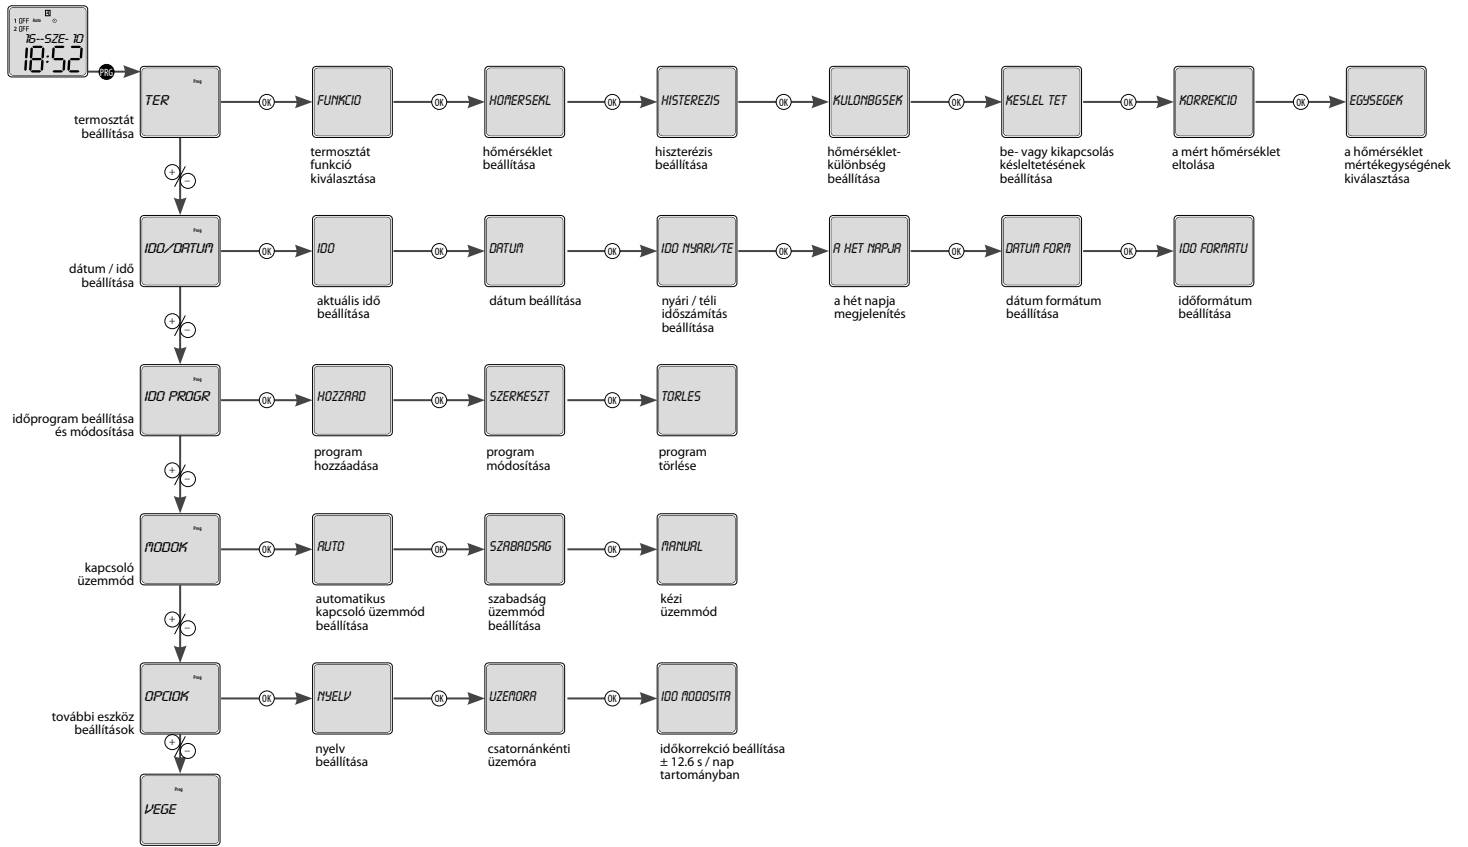 1 OFF Auto
2 OFF
16--SZE- 10
18:52
PRG
Prog
TER
termosztát
beállítása
OK
FUNKCIO
termosztát
funkció
kiválasztása
OK
HOMERSEKL
hőmérséklet
beállítása
OK
HISTEREZIS
hiszterézis
beállítása
OK
KULONBGSEK
hőmérséklet-
különbség
beállítása
OK
KESLEL TET
be- vagy kikapcsolás
késleltetésének
beállítása
OK
KORREKCIO
a mért hőmérséklet
eltolása
OK
EGYSEGEK
a hőmérséklet
mértékegységének
kiválasztása
+
−
Prog
IDO/DATUM
dátum / idő
beállítása
OK
IDO
aktuális idő
beállítása
OK
DATUM
dátum beállítása
OK
IDO NYARI/TE
nyári / téli
időszámítás
beállítása
OK
A HET NAPJA
a hét napja
megjelenítés
OK
DATUM FORM
dátum formátum
beállítása
OK
IDO FORMATU
időformátum
beállítása
+
−
Prog
IDO PROGR
időprogram beállítása
és módosítása
OK
HOZZAAD
program
hozzáadása
OK
SZERKESZT
program
módosítása
OK
TORLES
program
törlése
+
−
Prog
MODOK
kapcsoló
üzemmód
OK
AUTO
automatikus
kapcsoló üzemmód
beállítása
OK
SZABADSAG
szabadság
üzemmód
beállítása
OK
MANUAL
kézi
üzemmód
+
−
Prog
OPCIOK
további eszköz
beállítások
OK
NYELV
nyelv
beállítása
OK
UZEMORA
csatornánkénti
üzemóra
OK
IDO MODOSITA
időkorrekció beállítása
± 12.6 s / nap
tartományban
+
−
Prog
VEGE